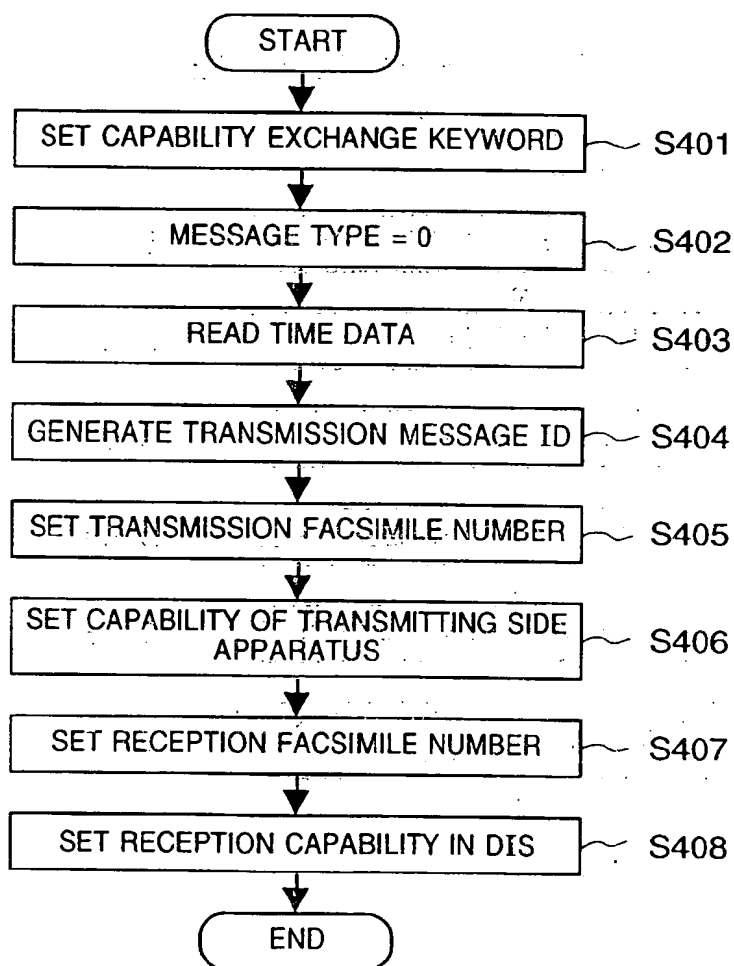 START
SET CAPABILITY EXCHANGE KEYWORD S401
MESSAGE TYPE = 0 S402
READ TIME DATA S403
GENERATE TRANSMISSION MESSAGE ID S404
SET TRANSMISSION FACSIMILE NUMBER S405
SET CAPABILITY OF TRANSMITTING SIDE
APPARATUS S406
SET RECEPTION FACSIMILE NUMBER S407
SET RECEPTION CAPABILITY IN DIS S408
END